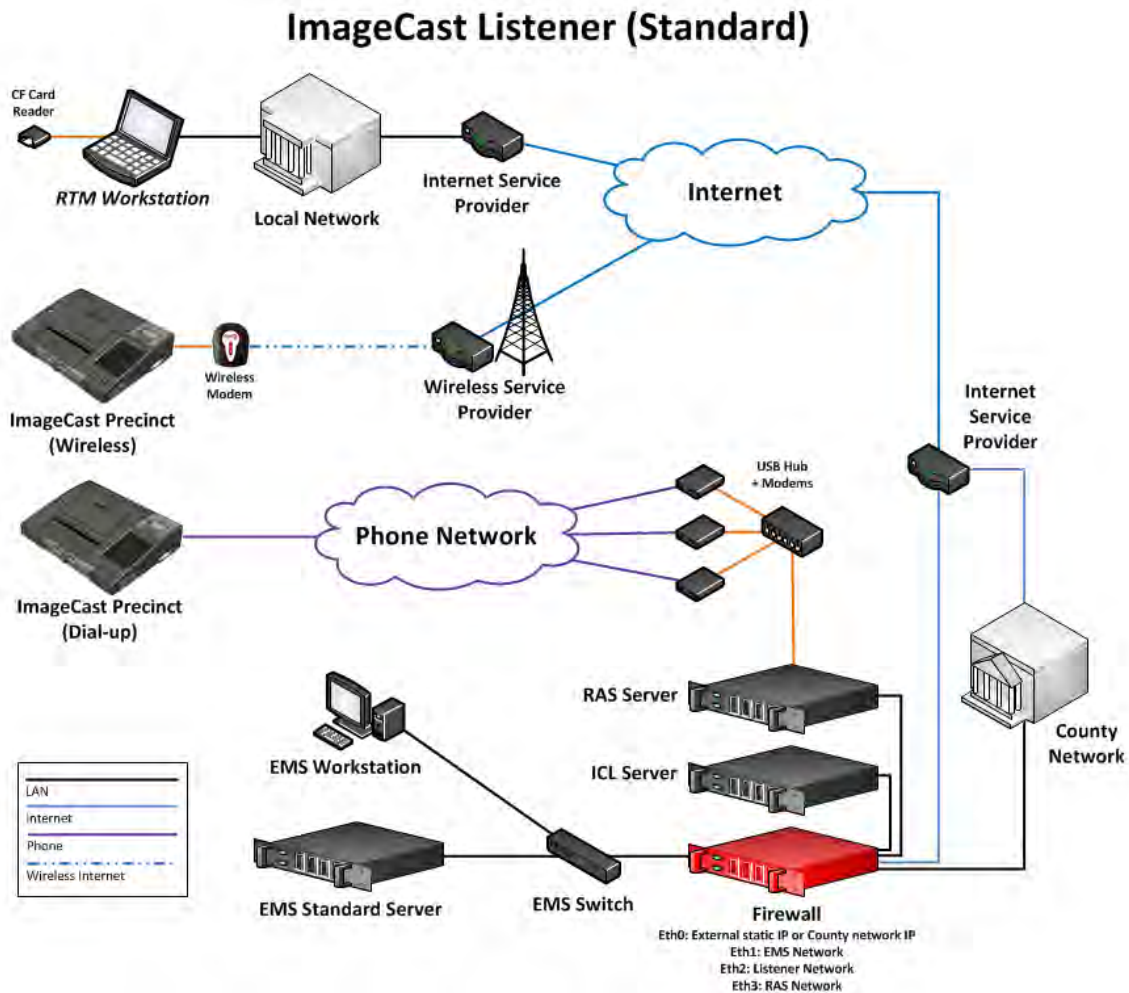 ImageCast Listener (Standard)
CF Card
Reader
RTM Workstation
Local Network
Internet Service
Provider
Internet
Wireless
Modem
ImageCast Precinct
(Wireless)
Wireless Service
Provider
Internet
Service
Provider
USB Hub
+ Modems
Phone Network
ImageCast Precinct
(Dial-up)
RAS Server
County
Network
EMS Workstation
ICL Server
LAN
Internet
Phone
Wireless Internet
EMS Standard Server
EMS Switch
Firewall
Eth0: External static IP or County network IP
Eth1: EMS Network
Eth2: Listener Network
Eth3: RAS Network